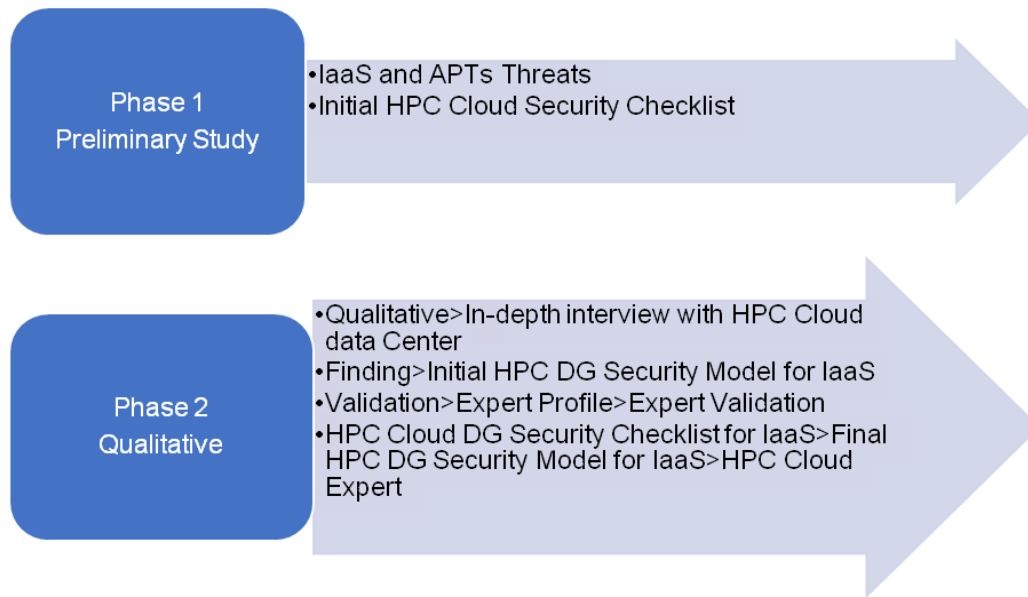 Phase 1
Preliminary Study
•IaaS and APTs Threats
•Initial HPC Cloud Security Checklist
Phase 2
Qualitative
•Qualitative>In-depth interview with HPC Cloud
data Center
•Finding>Initial HPC DG Security Model for IaaS
•Validation>Expert Profile>Expert Validation
•HPC Cloud DG Security Checklist for IaaS>Final
HPC DG Security Model for IaaS>HPC Cloud
Expert